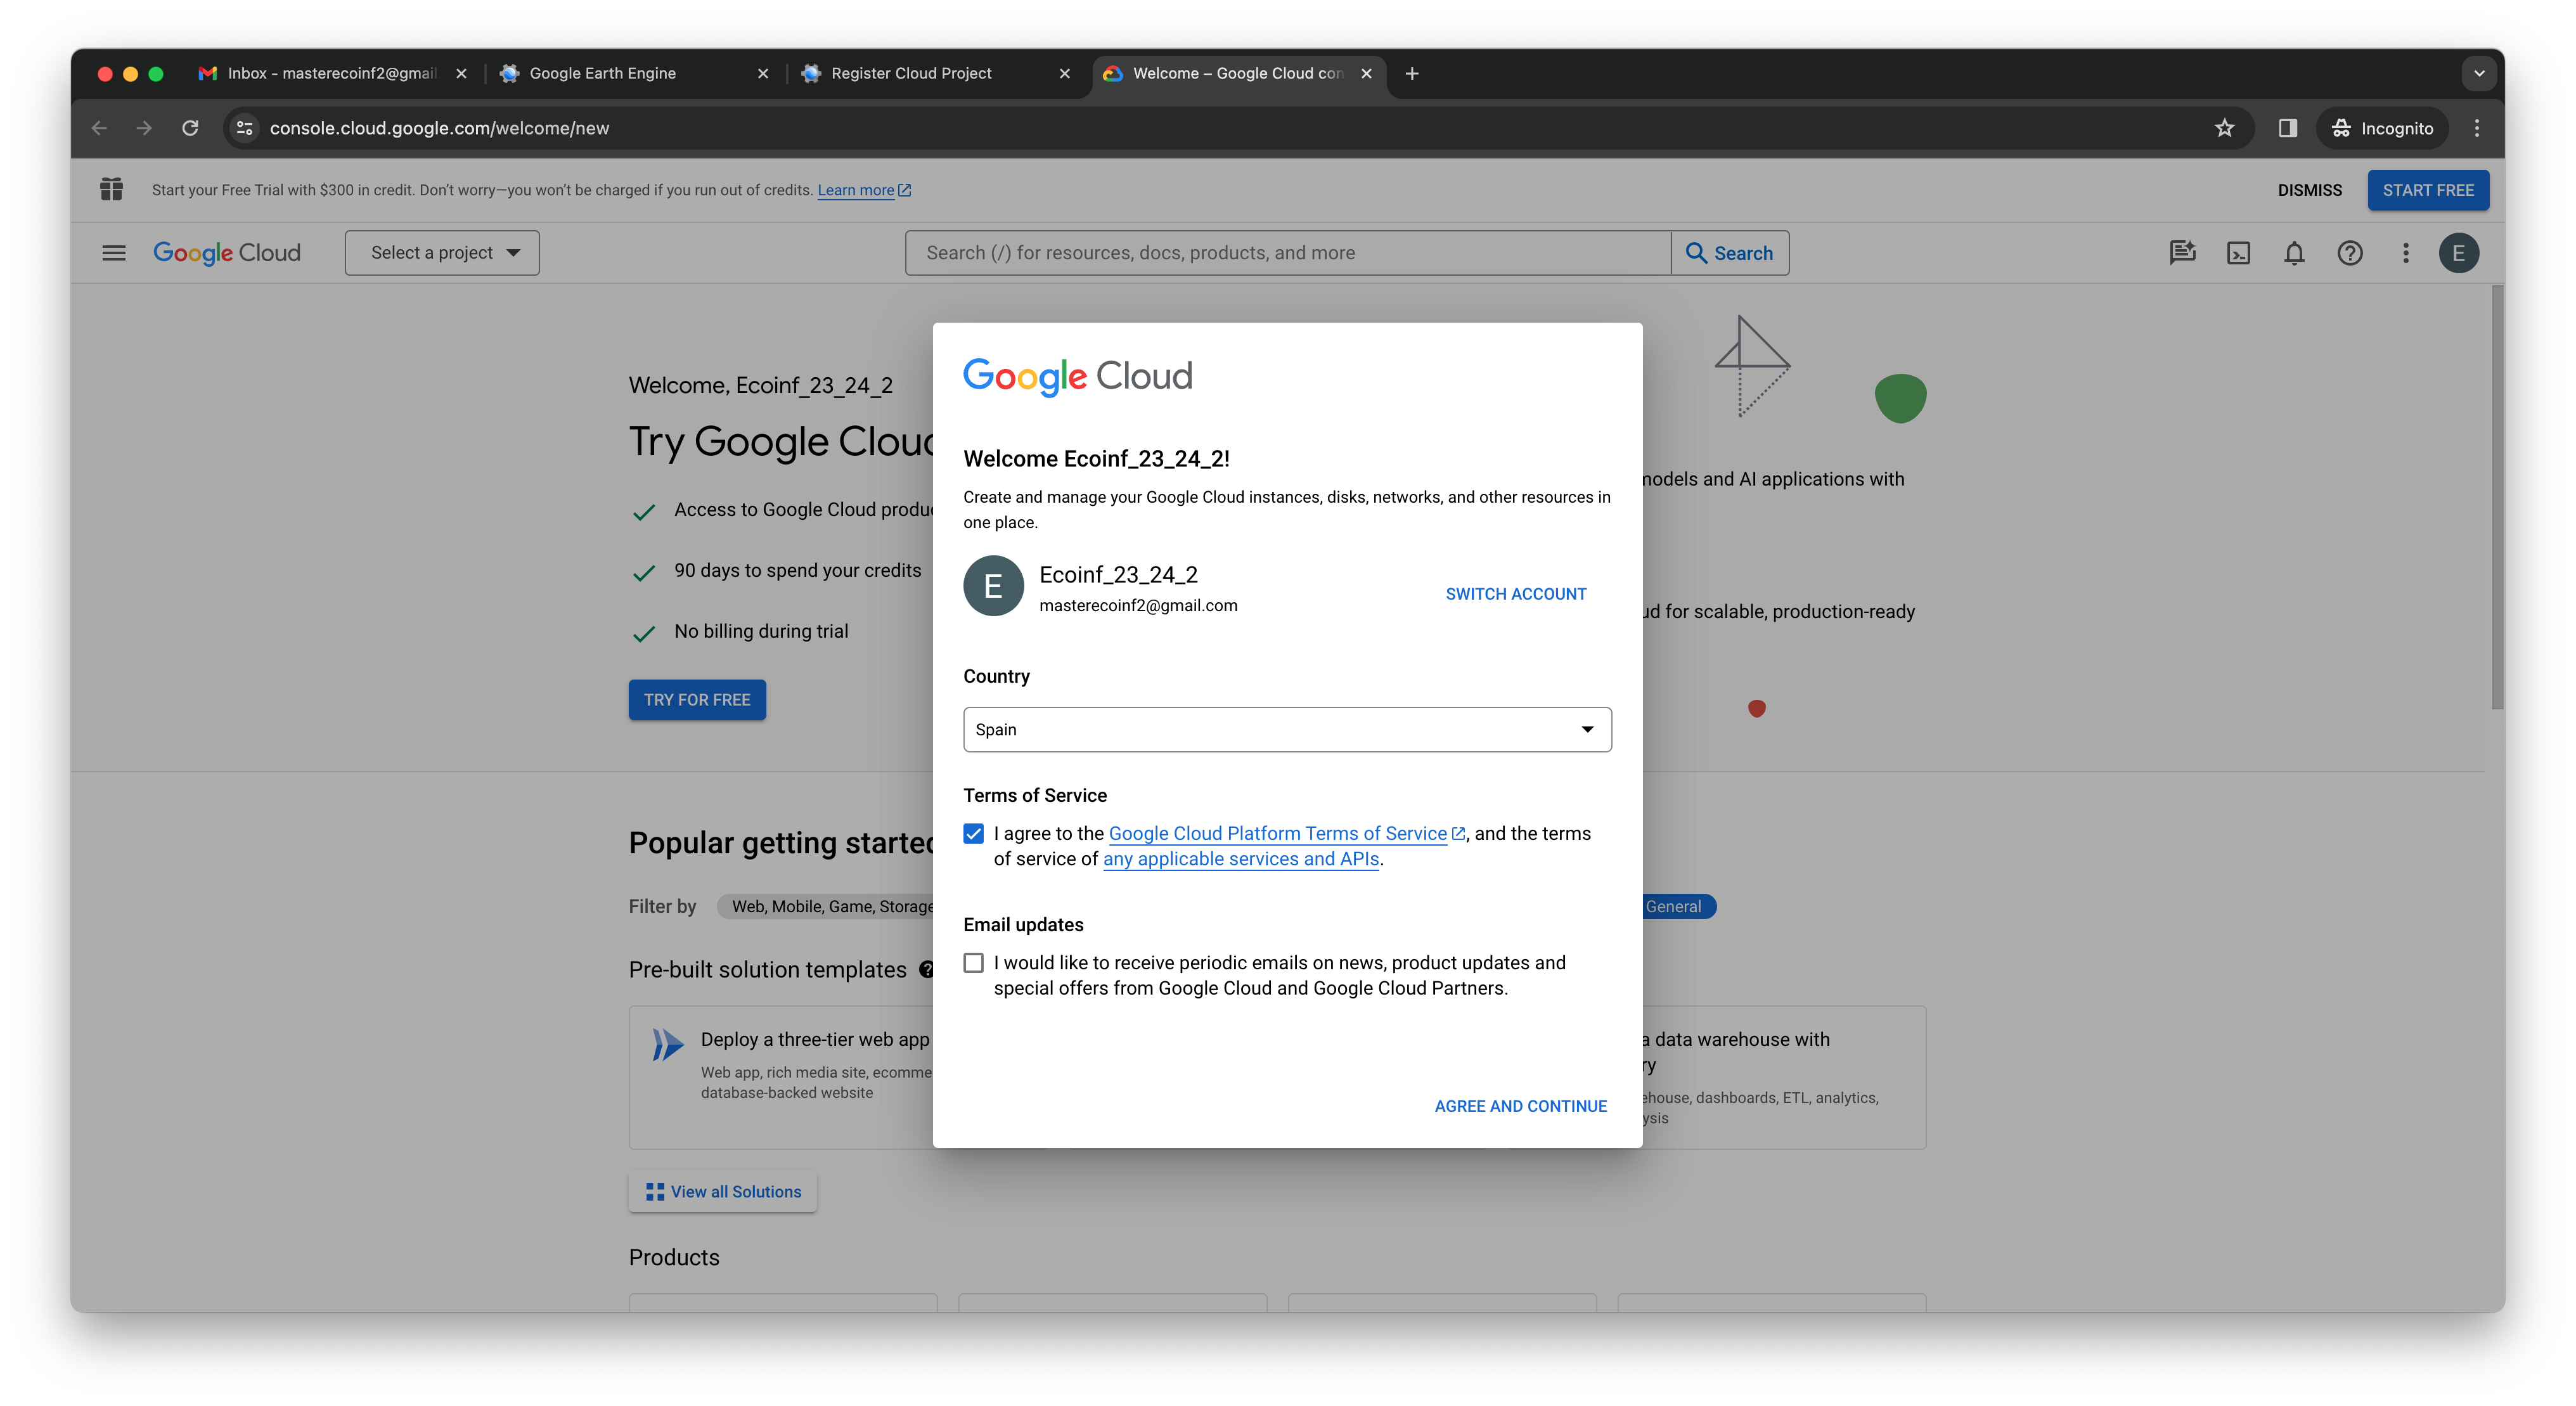 Inbox - masterecoinf2@gmail
Google Earth Engine
Register Cloud Project
Welcome – Google Cloud con
console.cloud.google.com/welcome/new
Incognito
Start your Free Trial with $300 in credit. Don't worry—you won't be charged if you run out of credits. Learn more
DISMISS
START FREE
Google Cloud
Select a project
Search (/) for resources, docs, products, and more
Search
E
Welcome, Ecoinf_23_24_2
Try Google Cloud
Access to Google Cloud produ
90 days to spend your credits
No billing during trial
TRY FOR FREE
models and AI applications with
ud for scalable, production-ready
Popular getting started
Filter by
Web, Mobile, Game, Storage
General
Pre-built solution templates
Deploy a three-tier web app
Web app, rich media site, ecomme
database-backed website
a data warehouse with
ry
ehouse, dashboards, ETL, analytics,
ysis
View all Solutions
Products
Google Cloud
Welcome Ecoinf_23_24_2!
Create and manage your Google Cloud instances, disks, networks, and other resources in
one place.
E
Ecoinf_23_24_2
masterecoinf2@gmail.com
SWITCH ACCOUNT
Country
Spain
Terms of Service
I agree to the Google Cloud Platform Terms of Service, and the terms
of service of any applicable services and APIs.
Email updates
I would like to receive periodic emails on news, product updates and
special offers from Google Cloud and Google Cloud Partners.
AGREE AND CONTINUE